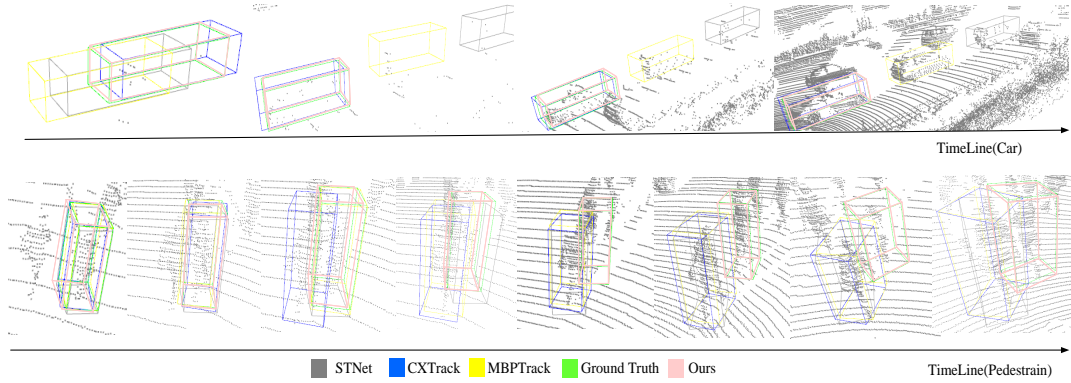 TimeLine(Car)
STNet CXTrack MBPTrack Ground Truth Ours
TimeLine(Pedestrain)